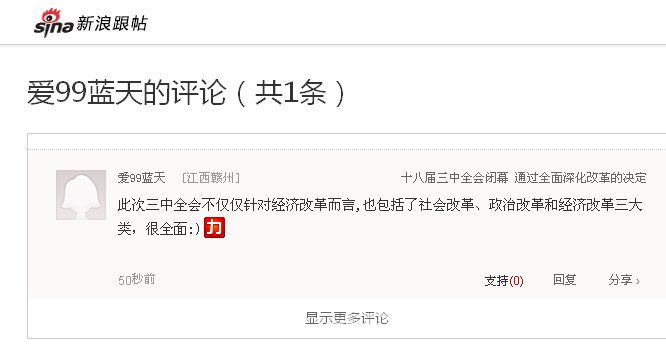 sina 新浪跟帖
爱99蓝天的评论（共1条）
爱99蓝天 [江西赣州] 十八届三中全会闭幕 通过全面深化改革的决定
此次三中全会不仅仅针对经济改革而言,也包括了社会改革、政治改革和经济改革三大
类，很全面:) 力
50秒前 支持(0) 回复 分享 ›
显示更多评论